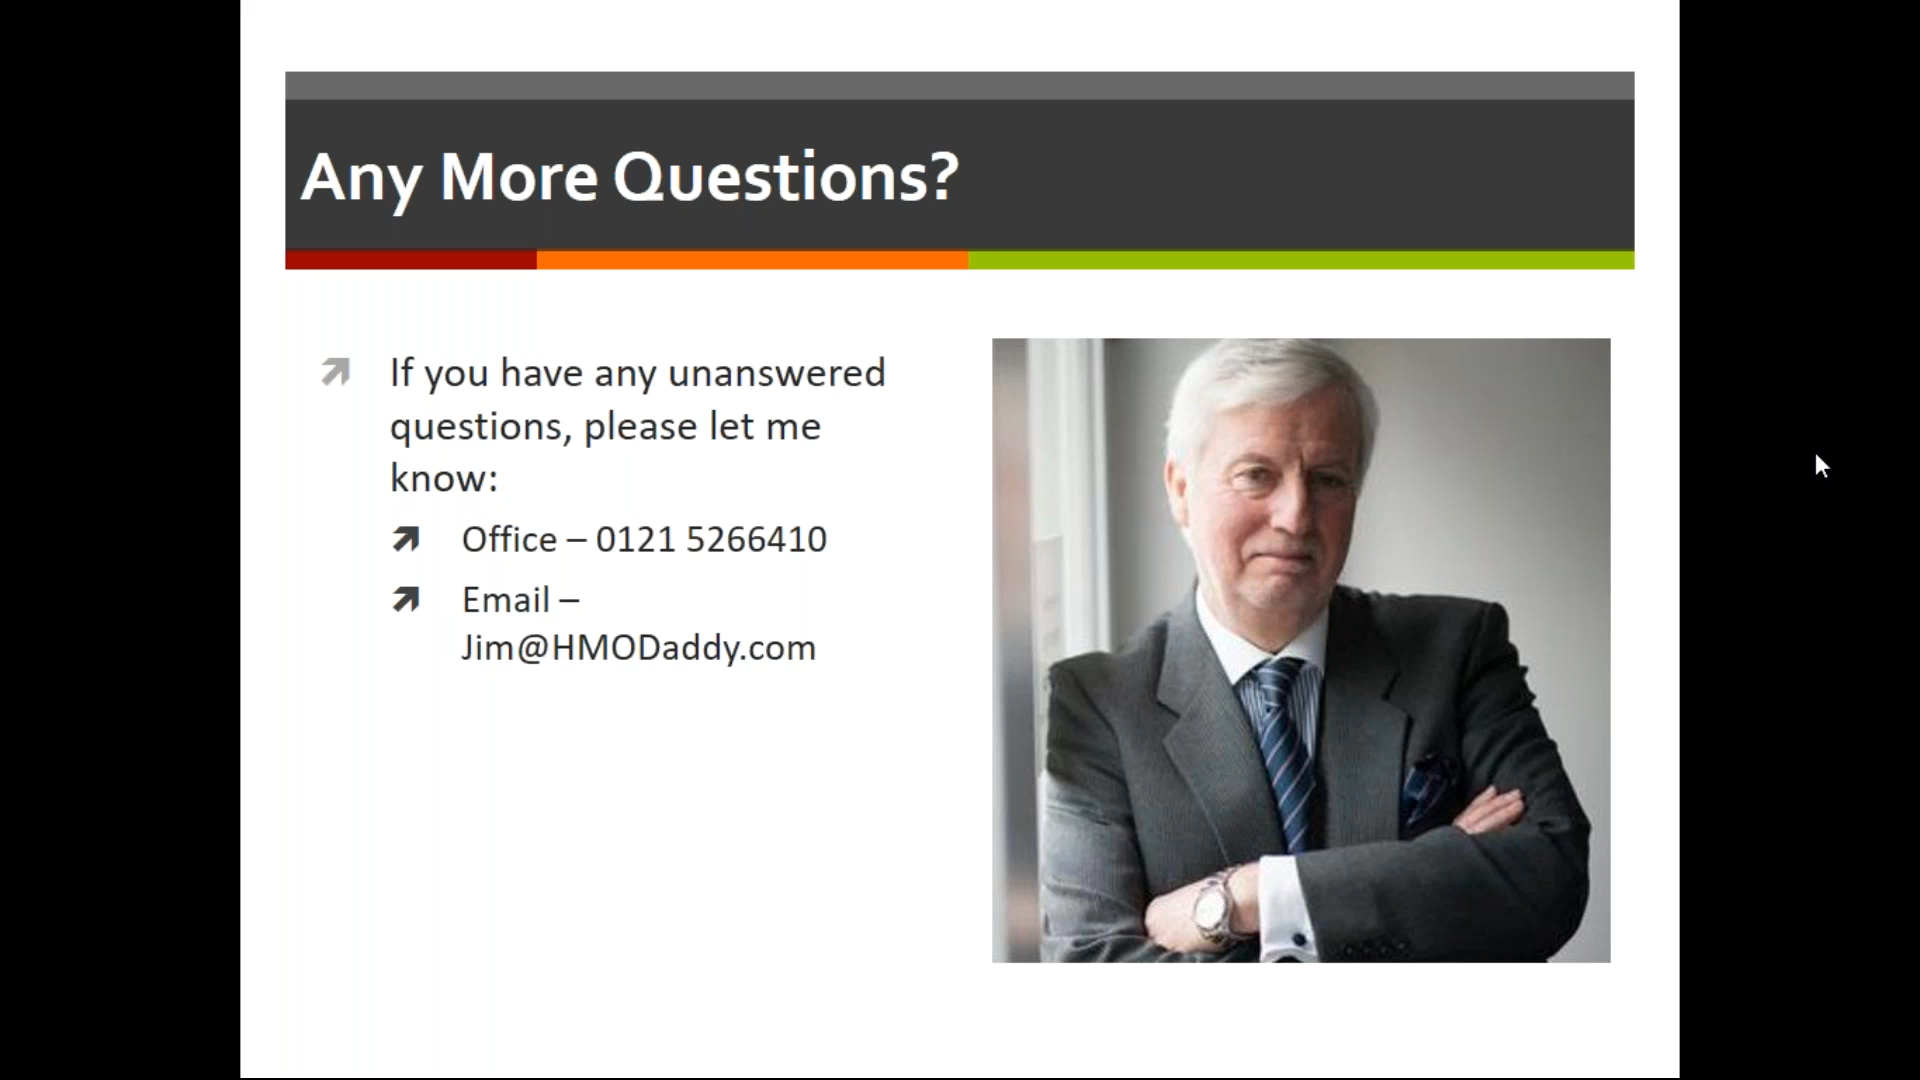 Any More Questions?
If you have any unanswered
questions, please let me
know:
Office – 0121 5266410
Email –
Jim@HMODaddy.com